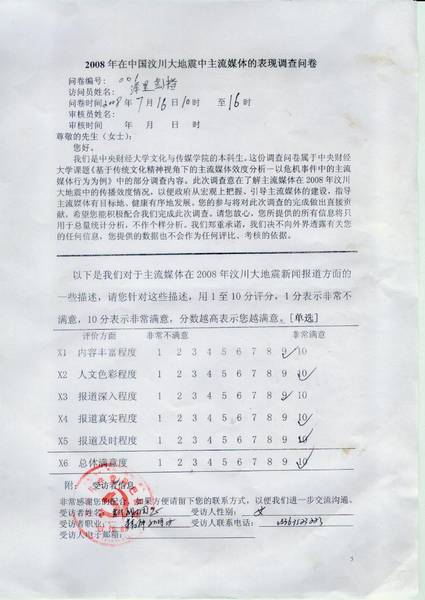 2008 年在中国汶川大地震中主流媒体的表现调查问卷
问卷编号: 006
访问员姓名:
问卷时间2008年 7月 16日10时 至16时
审核员姓名:
审核时间 年 月 日 时
尊敬的先生（女士）:
您好。
我们是中央财经大学文化与传媒学院的本科生。这份调查问卷属于中央财经
大学课题《基于传统文化精神视角下的主流媒体效度分析－以危机事件中的主流
媒体行为为例》中的部分调查内容。此次调查意在了解主流媒体在 2008 年汶川
大地震中的传播效度情况，以便政府从宏观上把握、引导主流媒体的建设，指导
主流媒体有目标地、健康有序地发展。您的参与将对此次调查的完成做出直接贡
献。希望您能积极配合我们完成此次调查。请您放心，您所提供的所有信息将只
用于总量统计分析，不作个样分析。我们郑重承诺，我们决不向外界透露有关您
的任何信息，您提供的数据也不会作为任何评比、考核的依据。
以下是我们对于主流媒体在 2008 年汶川大地震新闻报道方面的
一些描述，请您针对这些描述，用 1 至 10 分评分，1 分表示非常不
满意，10 分表示非常满意，分数越高表示您越满意。[单选]
评价方面 非常不满意 非常满意
X1 内容丰富程度 1 2 3 4 5 6 7 8 9 10
X2 人文色彩程度 1 2 3 4 5 6 7 8 9 10
X3 报道深入程度 1 2 3 4 5 6 7 8 9 10
X4 报道真实程度 1 2 3 4 5 6 7 8 9 10
X5 报道及时程度 1 2 3 4 5 6 7 8 9 10
X6 总体满意度 1 2 3 4 5 6 7 8 9 10
附: 受访者信息
非常感谢您的配合，如果方便请留下您的联系方式，以便我们进一步交流沟通。
受访者姓名: 受访人性别: 女
受访者职业: 受访人联系电话:
受访人电子邮箱:
5